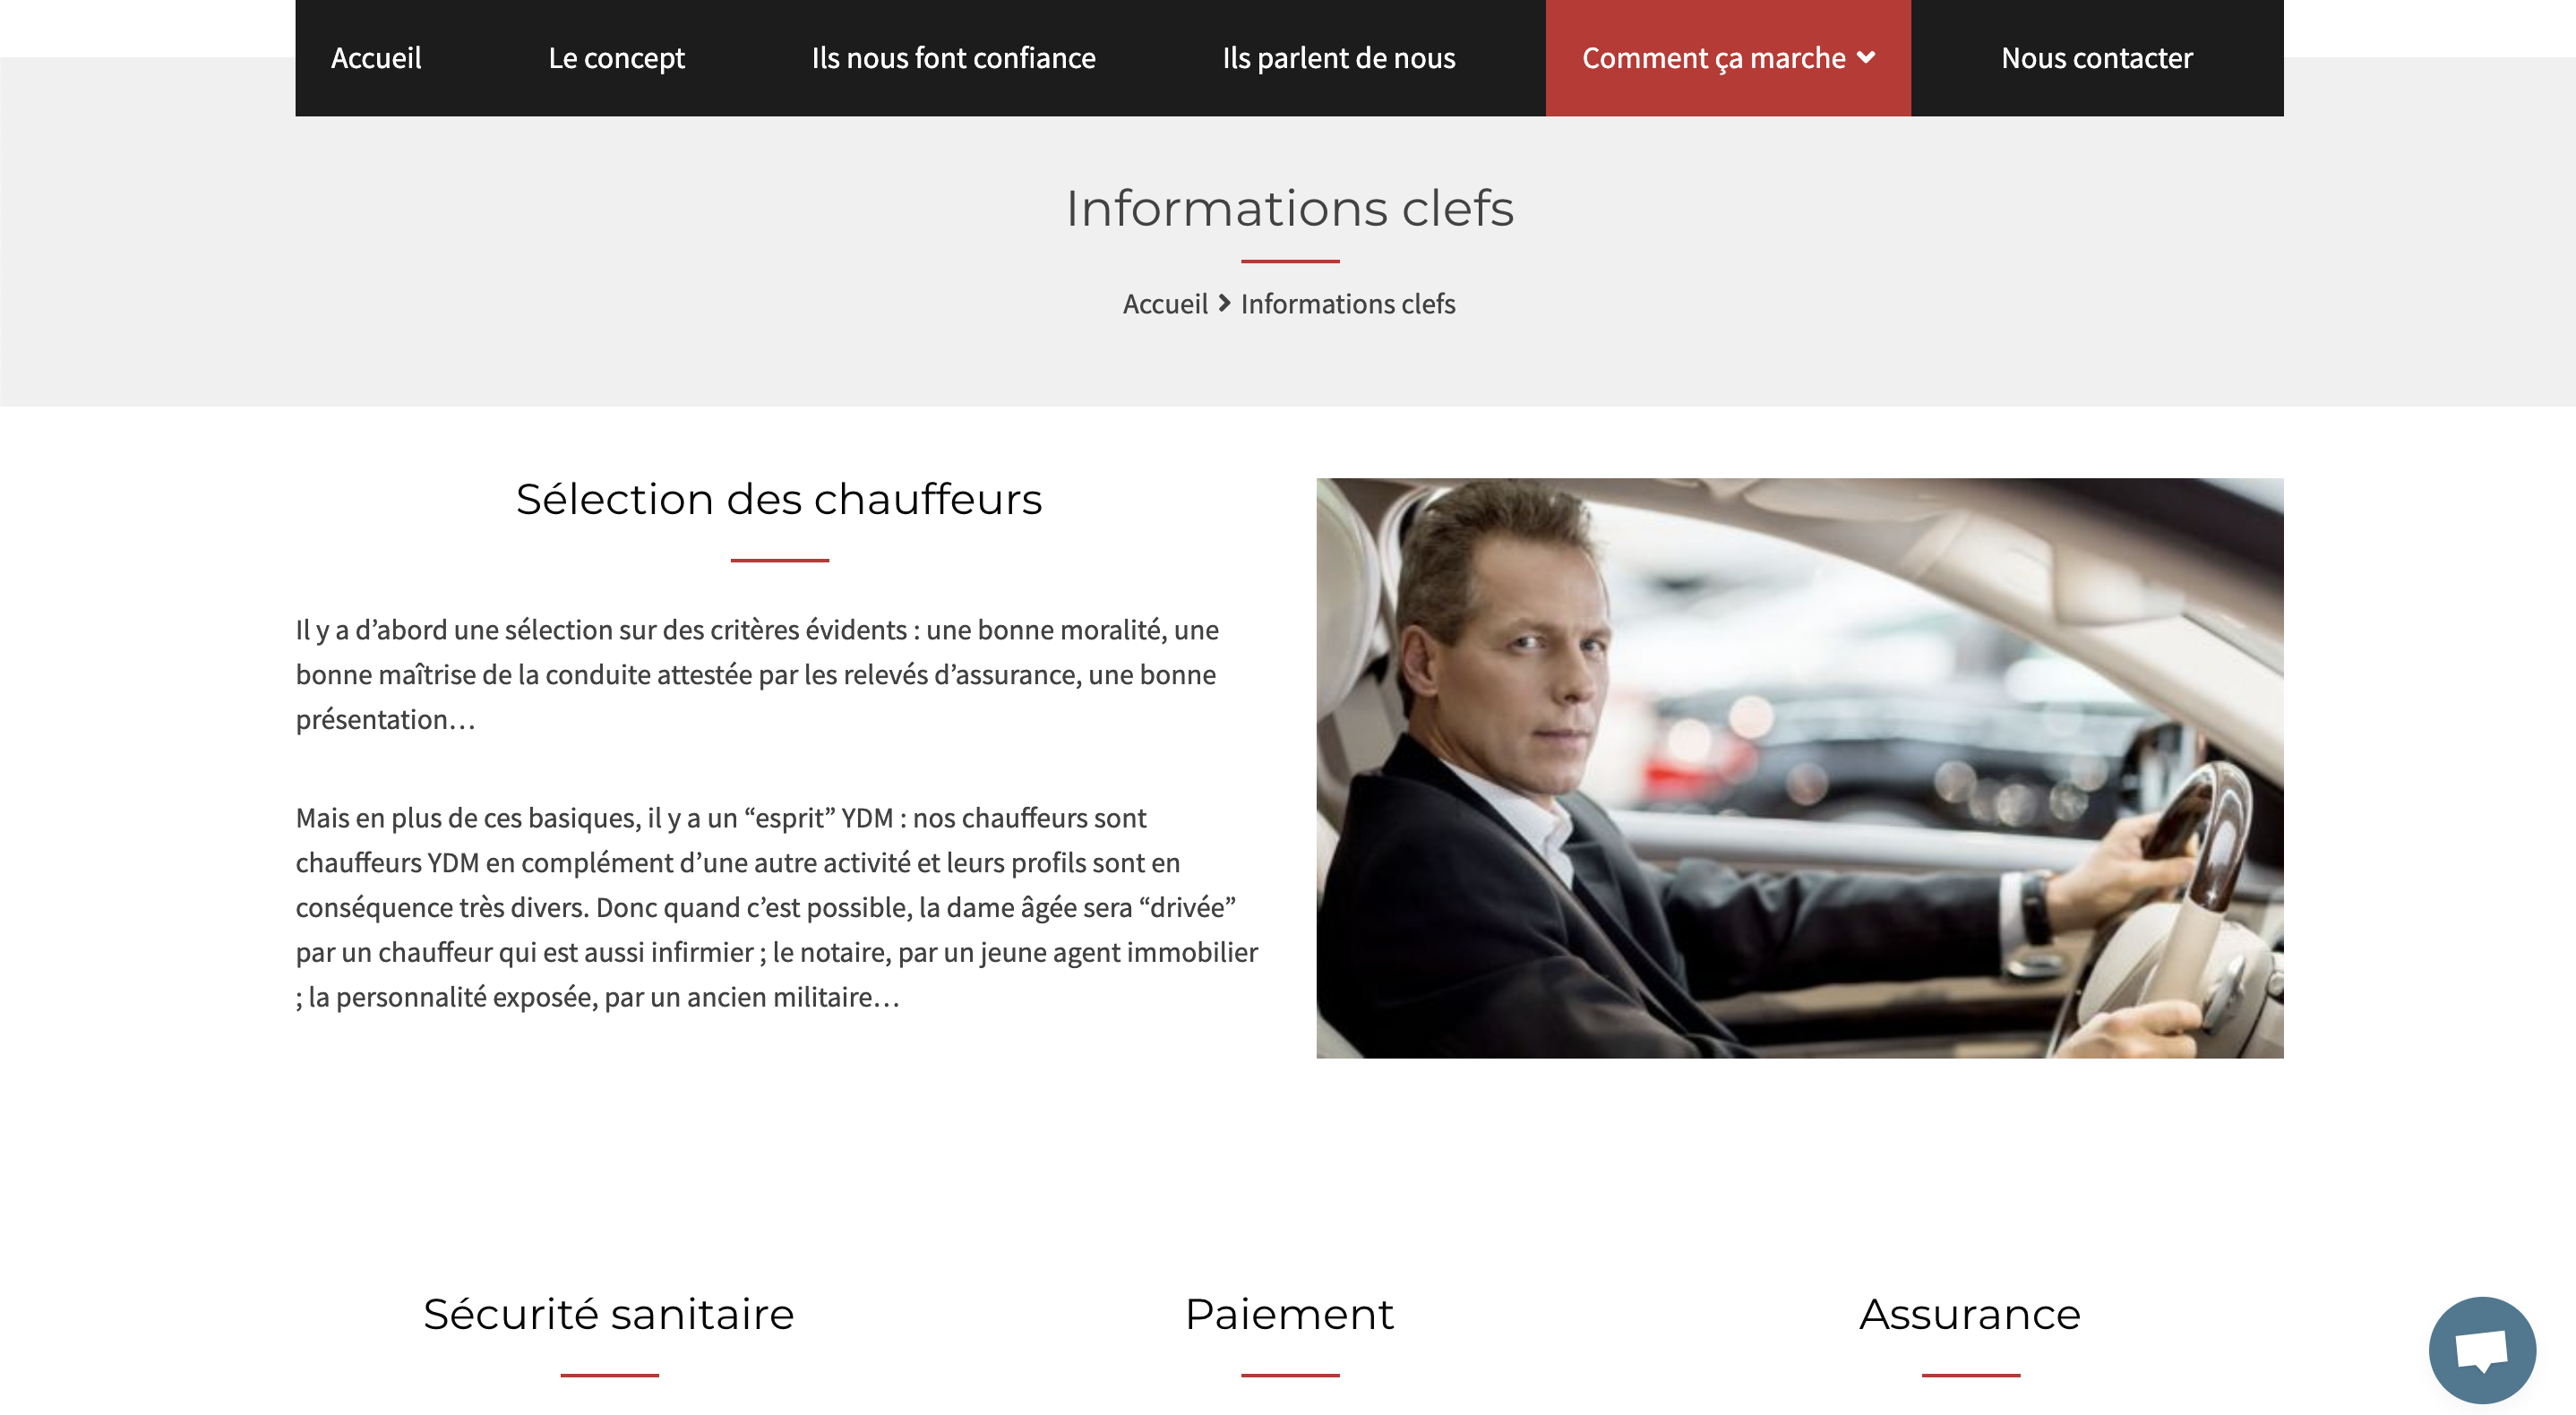 Accueil
Le concept
Ils nous font confiance
Ils parlent de nous
Comment ça marche
Nous contacter
Informations clefs
Accueil
Informations clefs
Sélection des chauffeurs
Il y a d’abord une sélection sur des critères évidents : une bonne moralité, une
bonne maîtrise de la conduite attestée par les relevés d’assurance, une bonne
présentation…
Mais en plus de ces basiques, il y a un “esprit” YDM : nos chauffeurs sont
chauffeurs YDM en complément d’une autre activité et leurs profils sont en
conséquence très divers. Donc quand c’est possible, la dame âgée sera “drivée”
par un chauffeur qui est aussi infirmier ; le notaire, par un jeune agent immobilier
; la personnalité exposée, par un ancien militaire…
Sécurité sanitaire
Paiement
Assurance